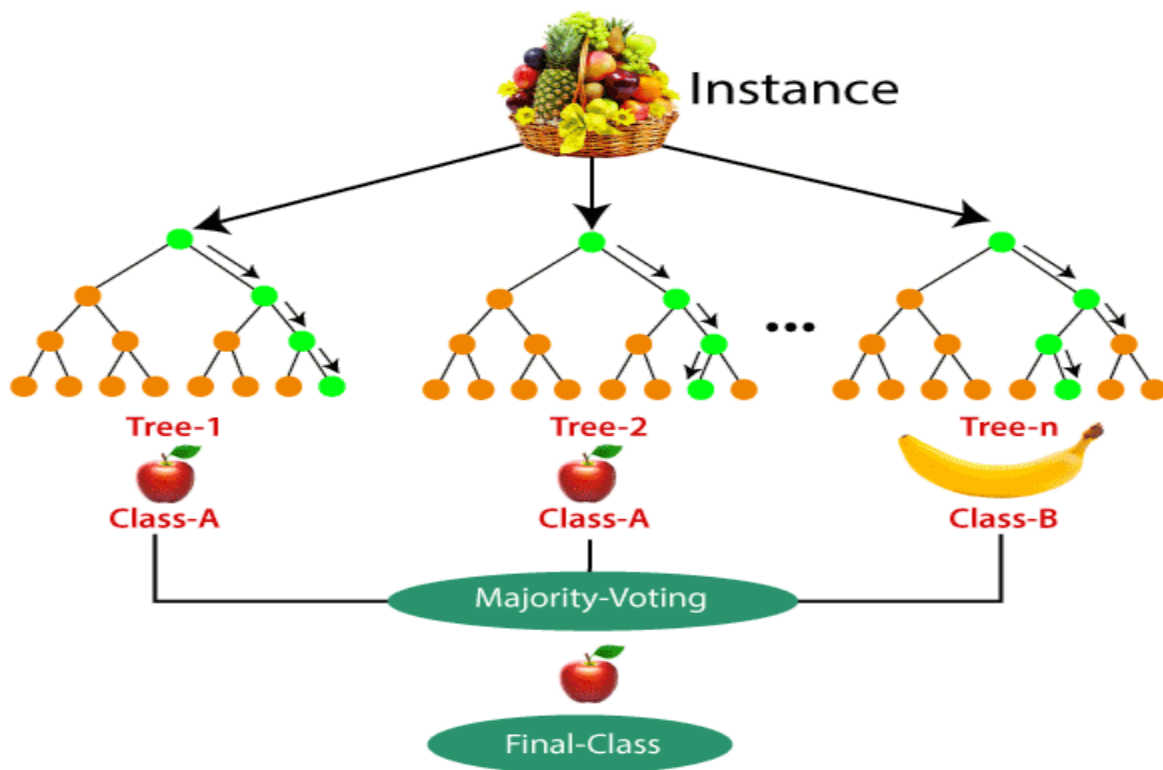 Instance
Tree-1
Tree-2
Tree-n
Class-A
Class-A
Class-B
Majority-Voting
Final-Class